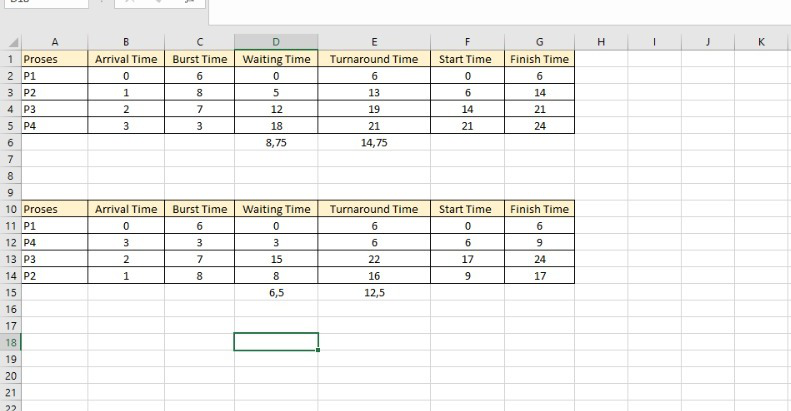 A B C D E F G H I J K
1 Proses Arrival Time Burst Time Waiting Time Turnaround Time Start Time Finish Time
2 P1 0 6 0 6 0 6
3 P2 1 8 5 13 6 14
4 P3 2 7 12 19 14 21
5 P4 3 3 18 21 21 24
6 8,75 14,75
7
8
9
10 Proses Arrival Time Burst Time Waiting Time Turnaround Time Start Time Finish Time
11 P1 0 6 0 6 0 6
12 P4 3 3 3 6 6 9
13 P3 2 7 15 22 17 24
14 P2 1 8 8 16 9 17
15 6,5 12,5
16
17
18
19
20
21
22